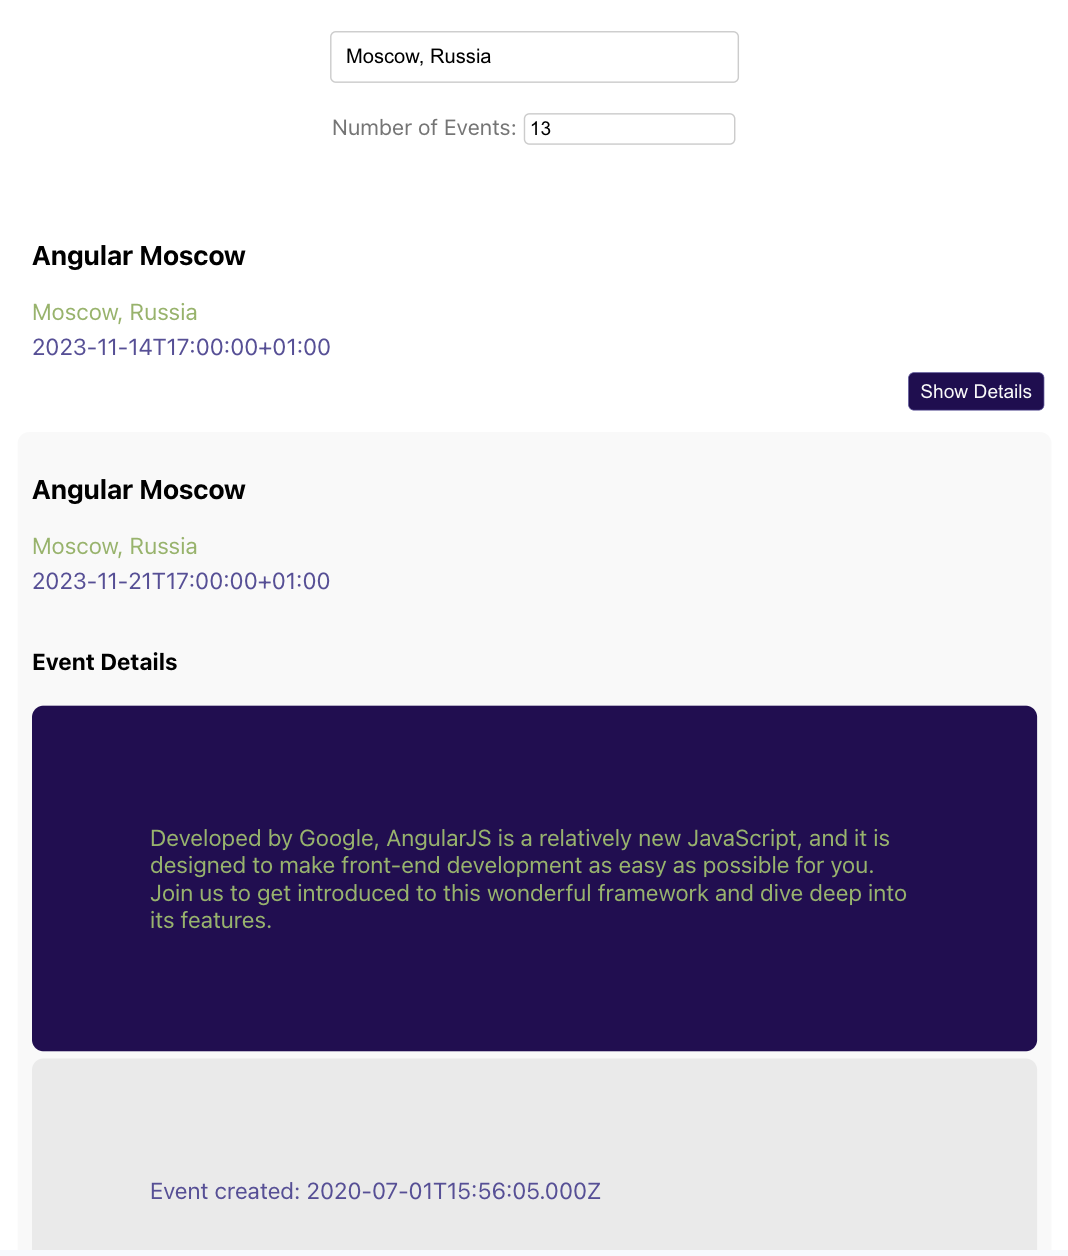 Moscow, Russia
Number of Events: 13
Angular Moscow
Moscow, Russia
2023-11-14T17:00:00+01:00
Show Details
Angular Moscow
Moscow, Russia
2023-11-21T17:00:00+01:00
Event Details
Developed by Google, AngularJS is a relatively new JavaScript, and it is
designed to make front-end development as easy as possible for you.
Join us to get introduced to this wonderful framework and dive deep into
its features.
Event created: 2020-07-01T15:56:05.000Z